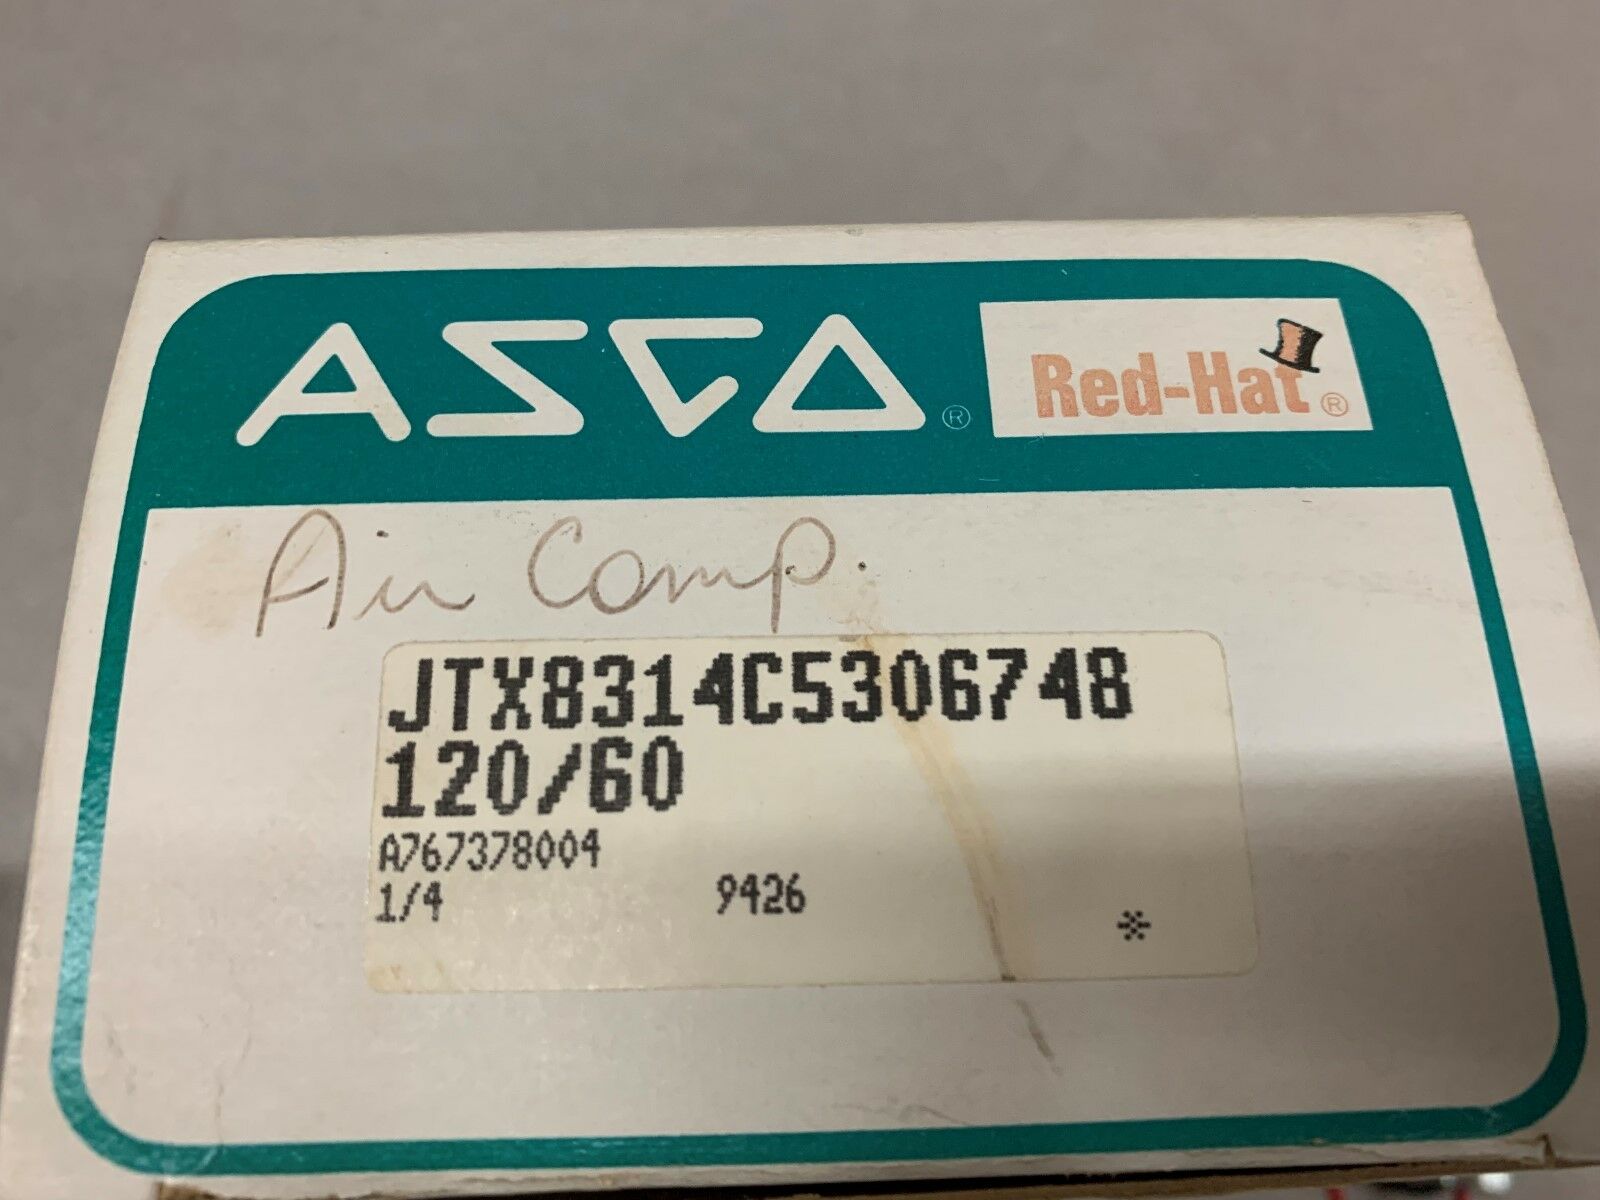 ASCO® Red-Hat®
Air Comp.
JTX8314C5306748
120/60
A767378004
1/4 9426 *